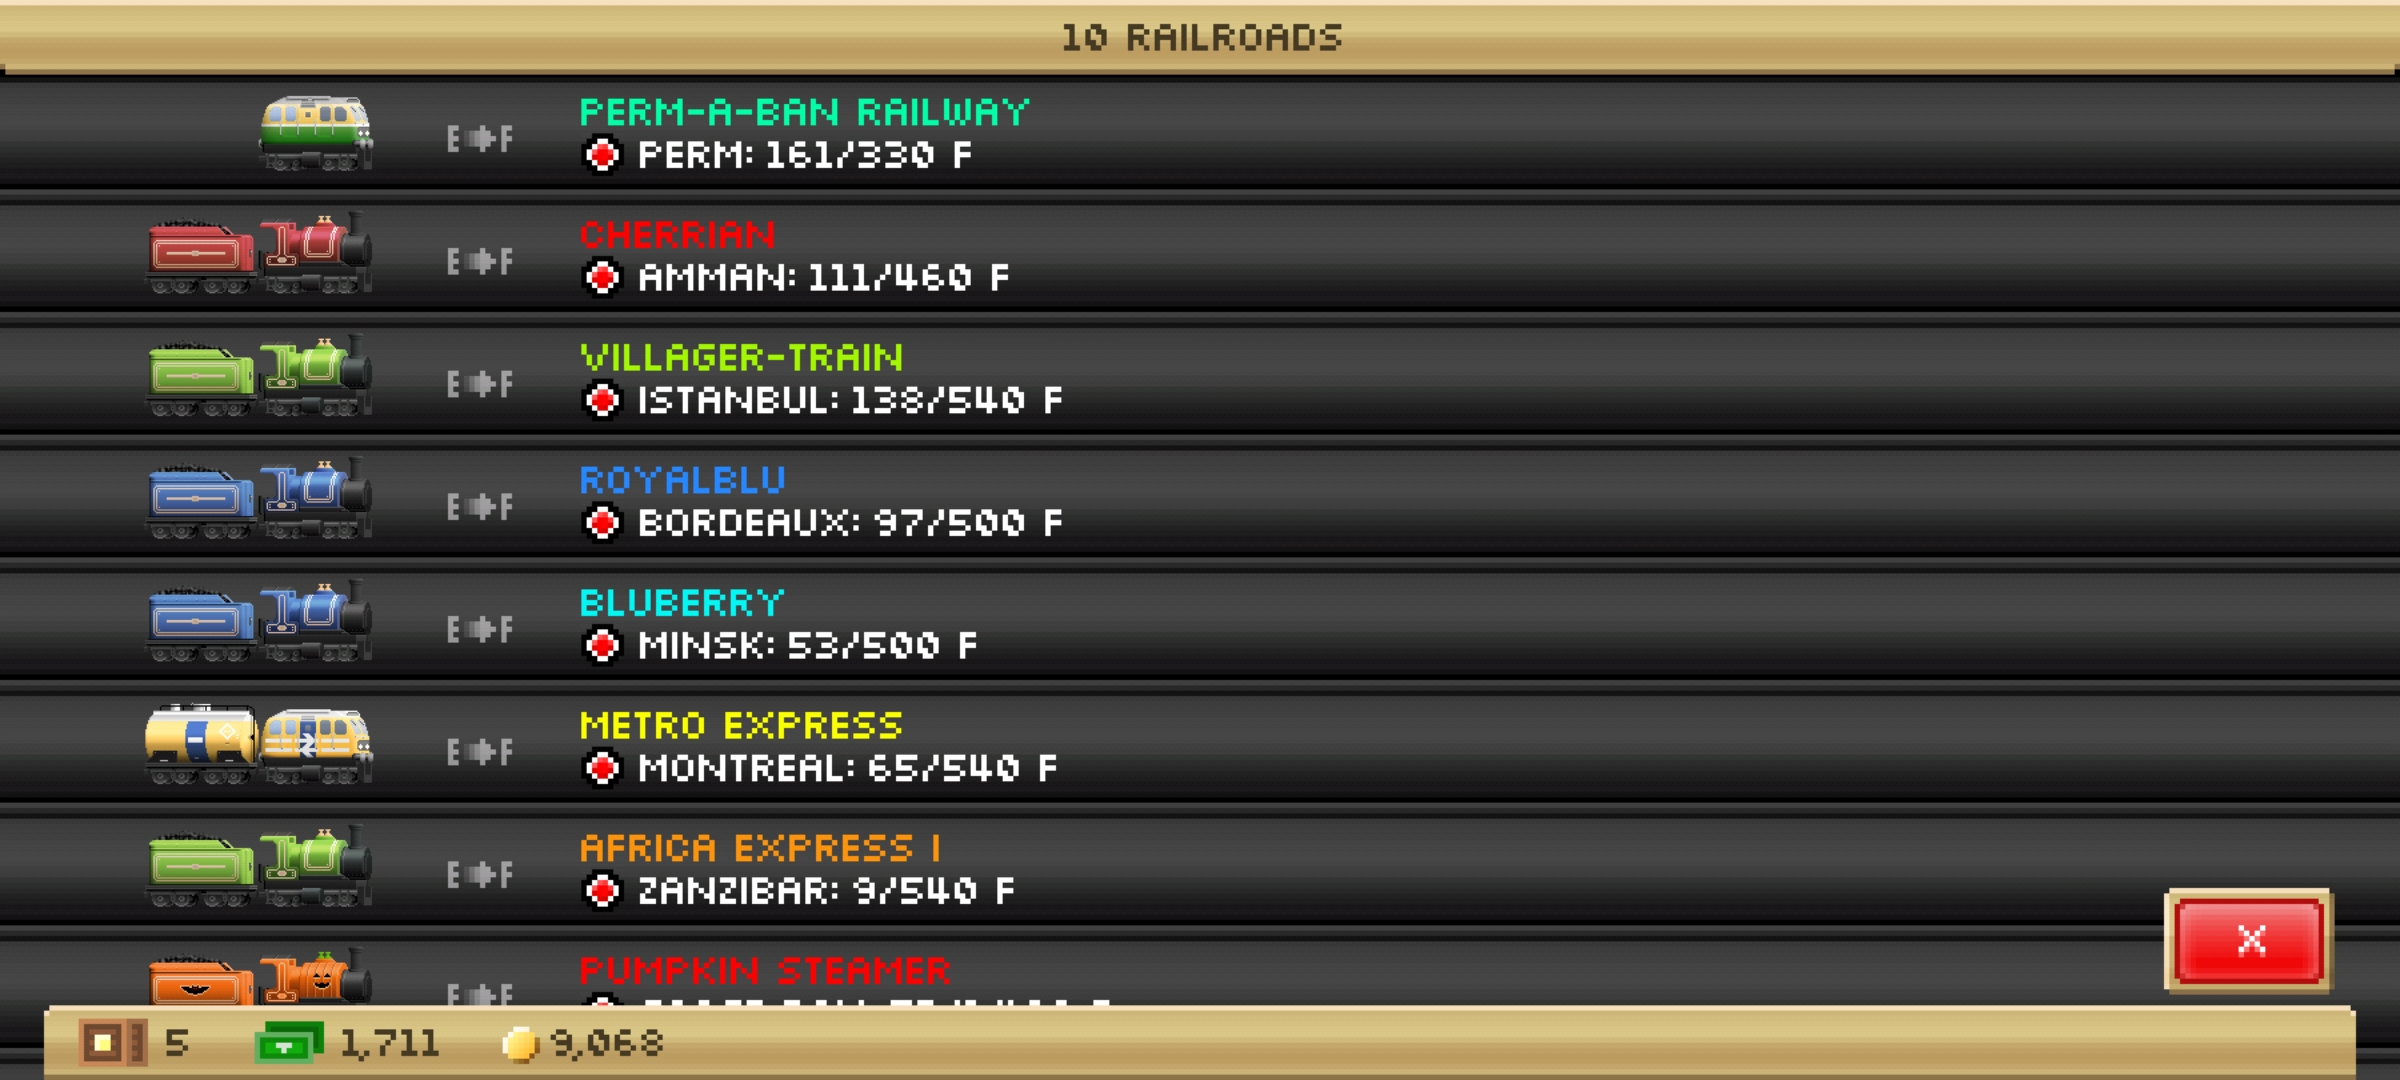 10 RAILROADS
E F
PERM-A-BAN RAILWAY
PERM: 161/330 F
E F
CHERRIAN
AMMAN: 111/460 F
E F
VILLAGER-TRAIN
ISTANBUL: 138/540 F
E F
ROYALBLU
BORDEAUX: 97/500 F
E F
BLUBERRY
MINSK: 53/500 F
E F
METRO EXPRESS
MONTREAL: 65/540 F
E F
AFRICA EXPRESS I
ZANZIBAR: 9/540 F
E F
PUMPKIN STEAMER
5
1,711
9,068